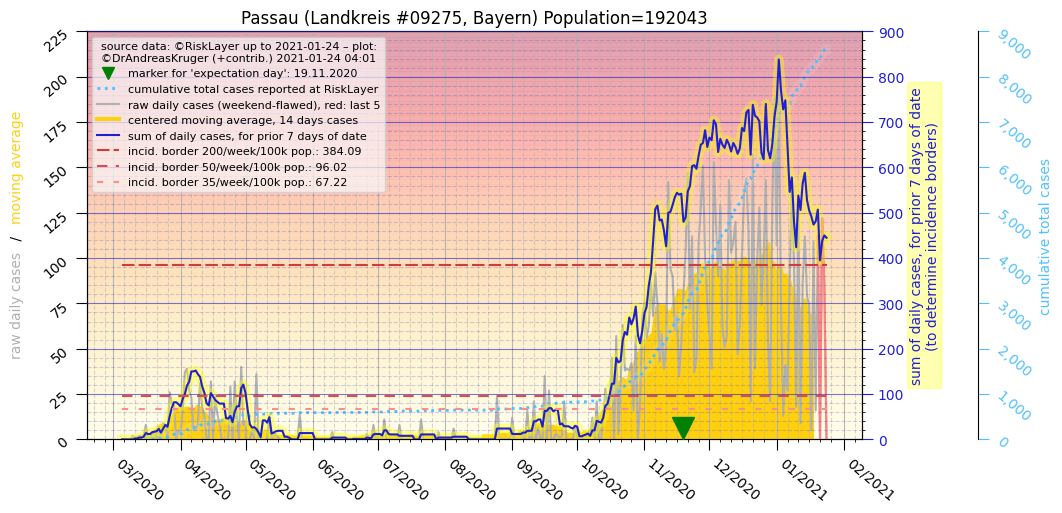 Passau (Landkreis #09275, Bayern) Population=192043
source data: ©RiskLayer up to 2021-01-24 – plot:
©DrAndreasKruger (+contrib.) 2021-01-24 04:01
marker for 'expectation day': 19.11.2020
cumulative total cases reported at RiskLayer
raw daily cases (weekend-flawed), red: last 5
centered moving average, 14 days cases
sum of daily cases, for prior 7 days of date
incid. border 200/week/100k pop.: 384.09
incid. border 50/week/100k pop.: 96.02
incid. border 35/week/100k pop.: 67.22
raw daily cases / moving average
225
200
175
150
125
100
75
50
25
0
03/2020
04/2020
05/2020
06/2020
07/2020
08/2020
09/2020
10/2020
11/2020
12/2020
01/2021
02/2021
900
800
700
600
500
400
300
200
100
0
sum of daily cases, for prior 7 days of date
(to determine incidence borders)
9,000
8,000
7,000
6,000
5,000
4,000
3,000
2,000
1,000
0
cumulative total cases